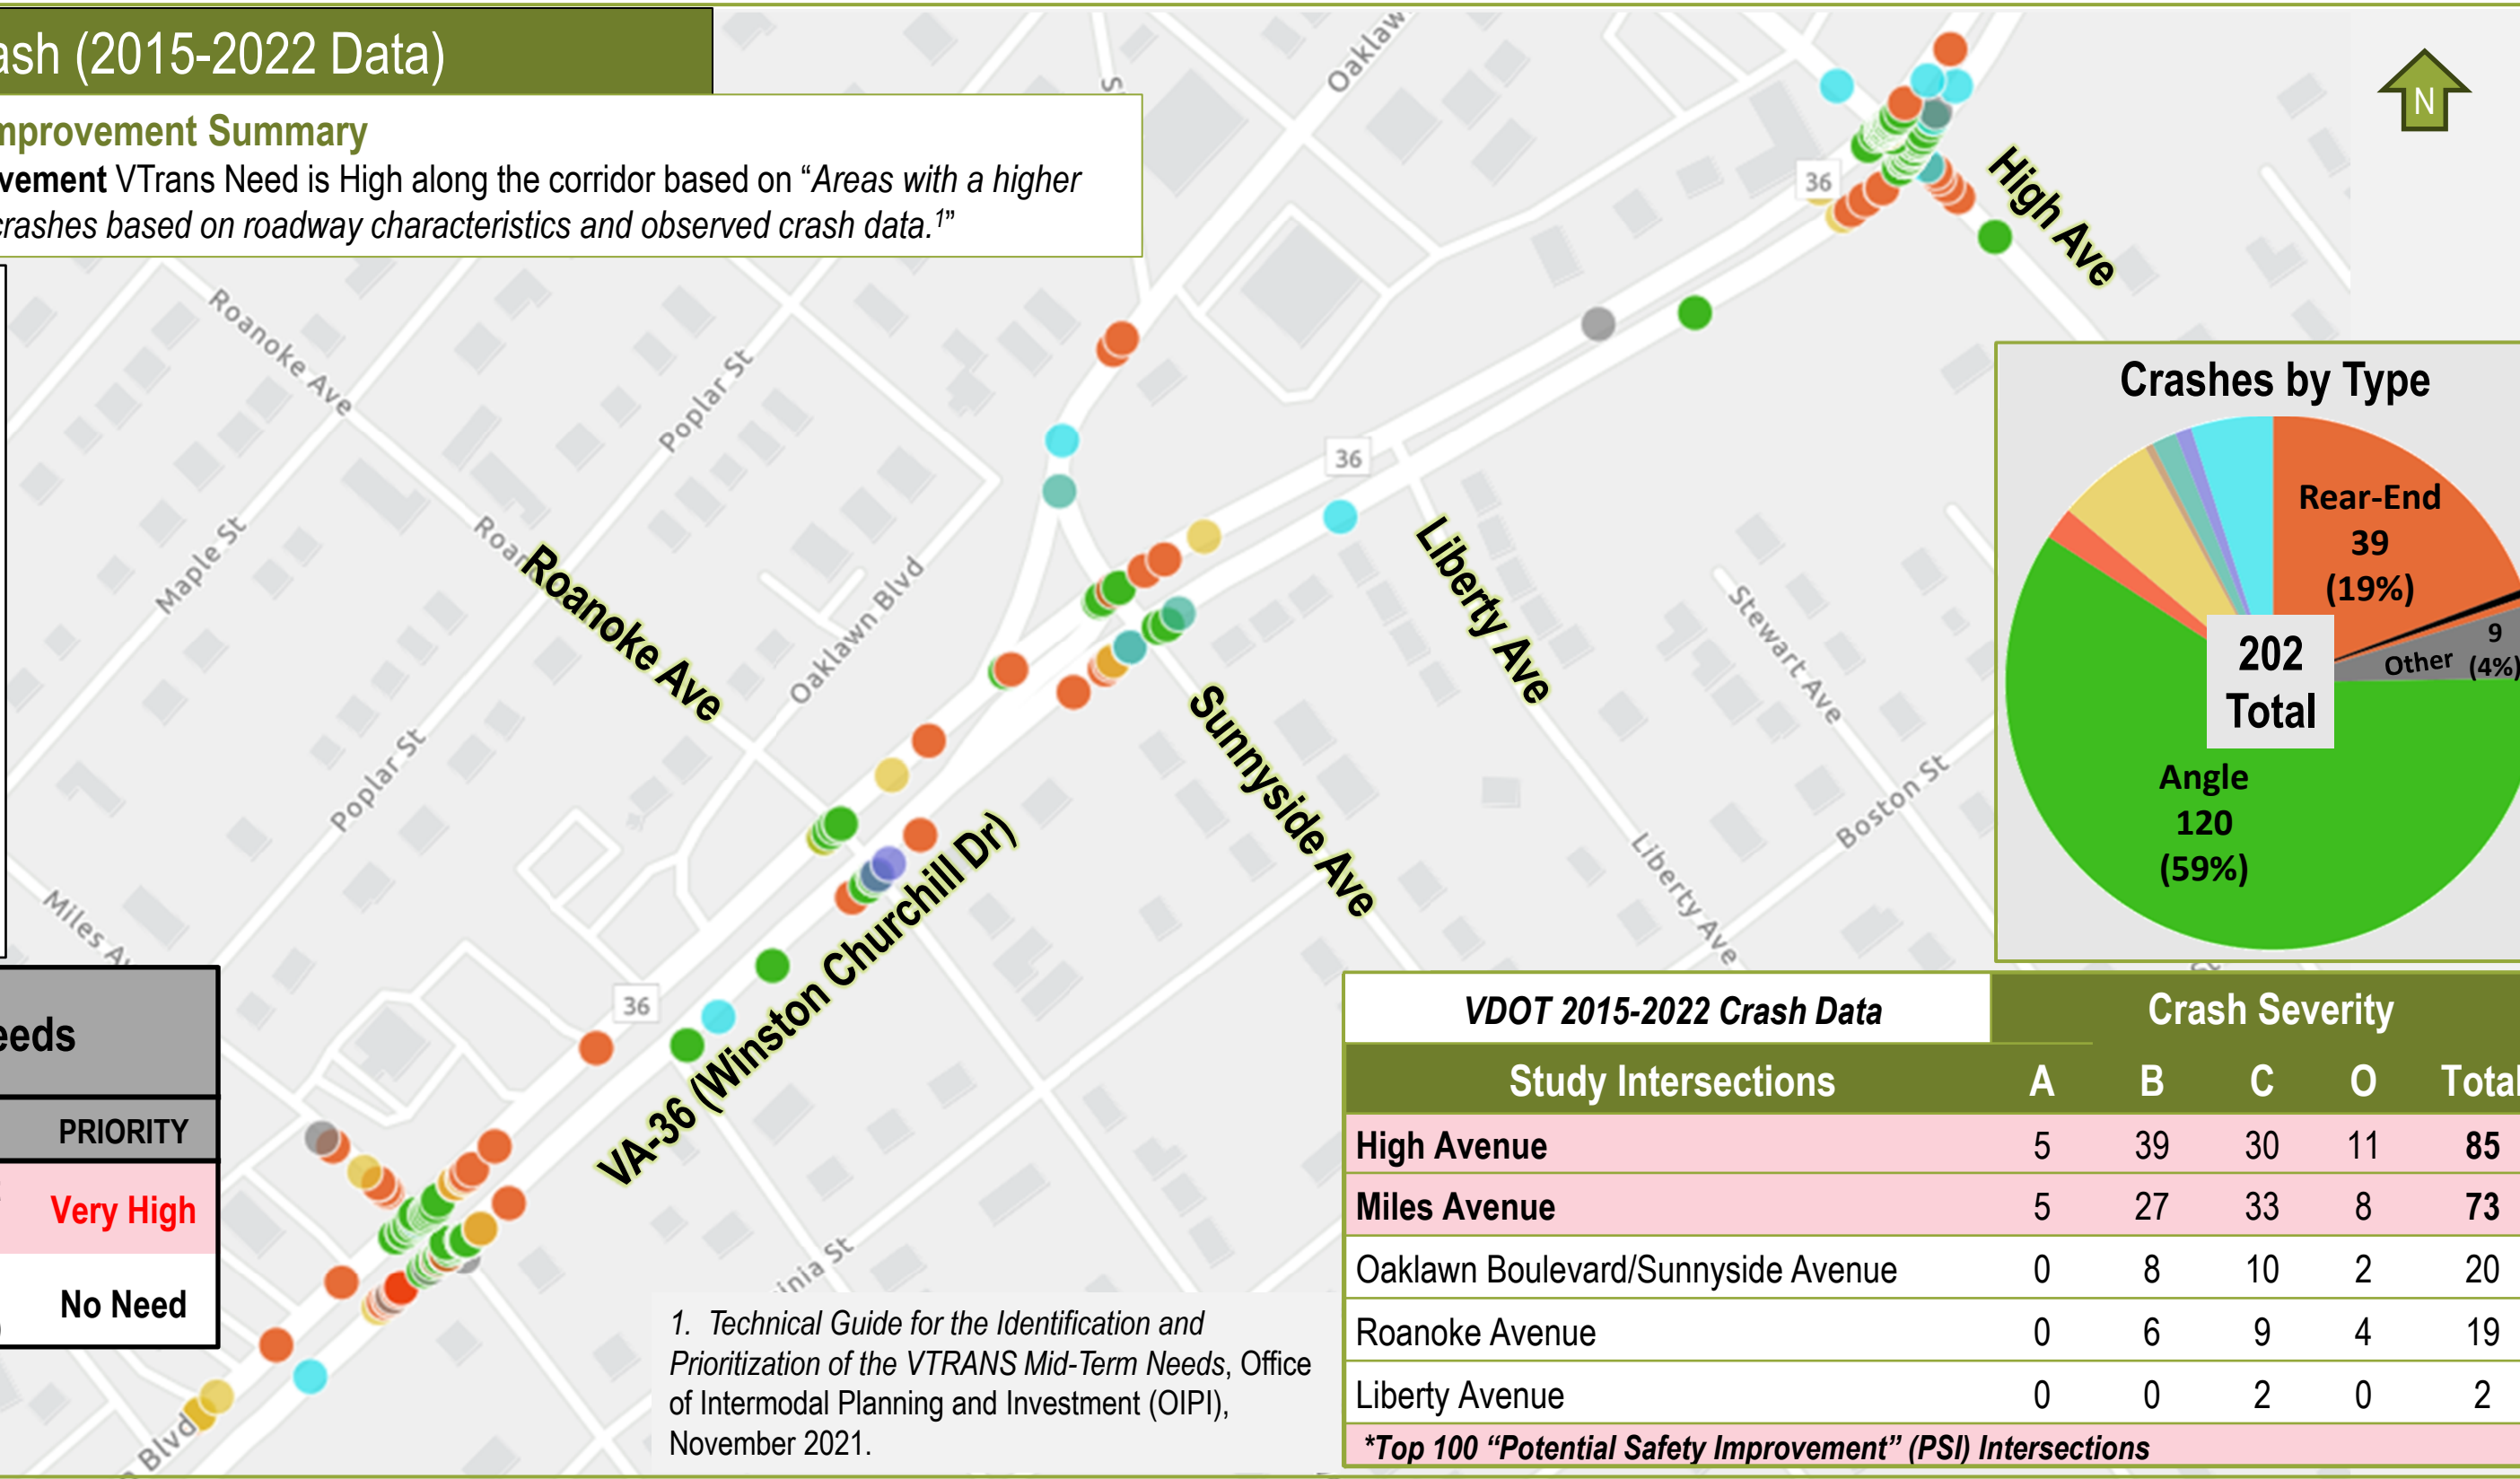 ash (2015-2022 Data)
mprovement Summary
vement VTrans Need is High along the corridor based on “Areas with a higher
crashes based on roadway characteristics and observed crash data.1”
N
Oaklaw
S
36
High Ave
Roanoke Ave
Poplar St
Maple St
Roan
Roanoke Ave
Oaklawn Blvd
36
Liberty Ave
Stewart Ave
Sunnyside Ave
Boston St
Liberty Ave
Poplar St
Miles Av
36
VA-36 (Winston Churchill Dr)
inia St
Blvd
St
Crashes by Type
Rear-End
39
(19%)
9
Other (4%)
202
Total
Angle
120
(59%)
eeds
PRIORITY
Very High
No Need
1. Technical Guide for the Identification and
Prioritization of the VTRANS Mid-Term Needs, Office
of Intermodal Planning and Investment (OIPI),
November 2021.
VDOT 2015-2022 Crash Data Crash Severity
Study Intersections A B C O Total
High Avenue 5 39 30 11 85
Miles Avenue 5 27 33 8 73
Oaklawn Boulevard/Sunnyside Avenue 0 8 10 2 20
Roanoke Avenue 0 6 9 4 19
Liberty Avenue 0 0 2 0 2
*Top 100 “Potential Safety Improvement” (PSI) Intersections